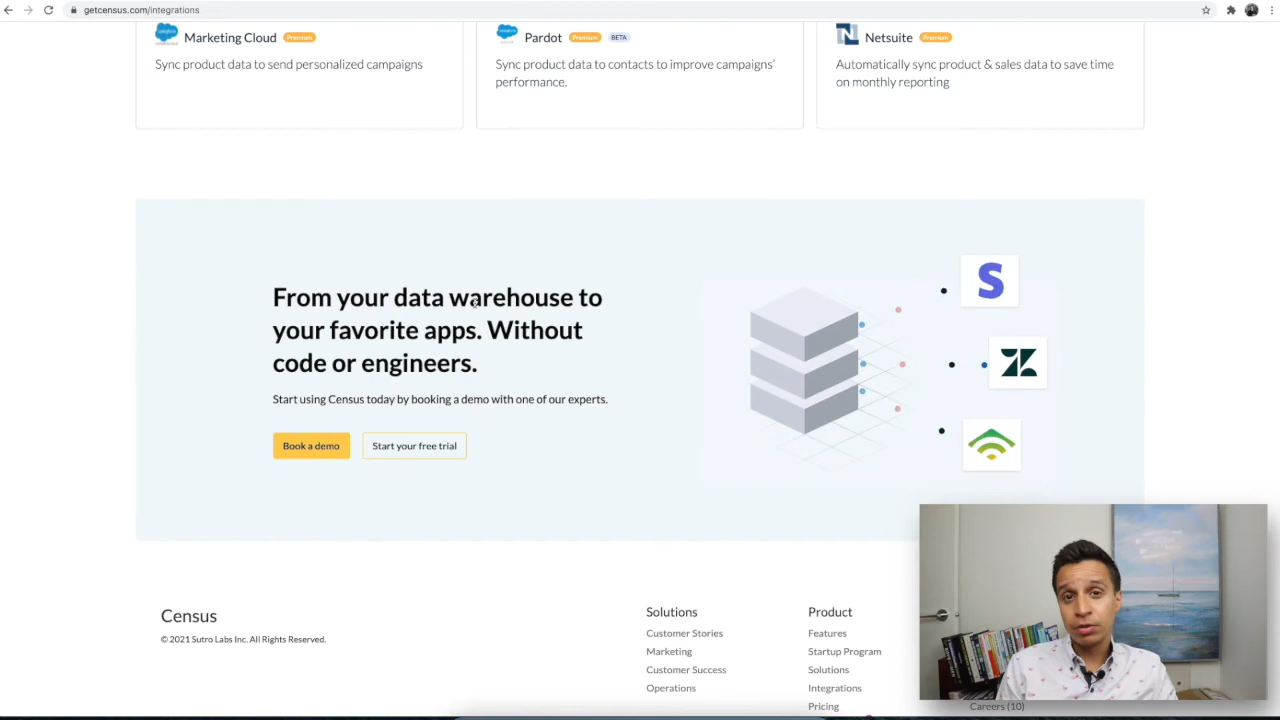 getcensus.com/integrations
Marketing Cloud Premium
Sync product data to send personalized campaigns
Pardot Premium BETA
Sync product data to contacts to improve campaigns'
performance.
Netsuite Premium
Automatically sync product & sales data to save time
on monthly reporting
From your data warehouse to
your favorite apps. Without
code or engineers.
Start using Census today by booking a demo with one of our experts.
Book a demo
Start your free trial
S
N
Census
© 2021 Sutro Labs Inc. All Rights Reserved.
Solutions
Customer Stories
Marketing
Customer Success
Operations
Product
Features
Startup Program
Solutions
Integrations
Pricing
Careers (10)